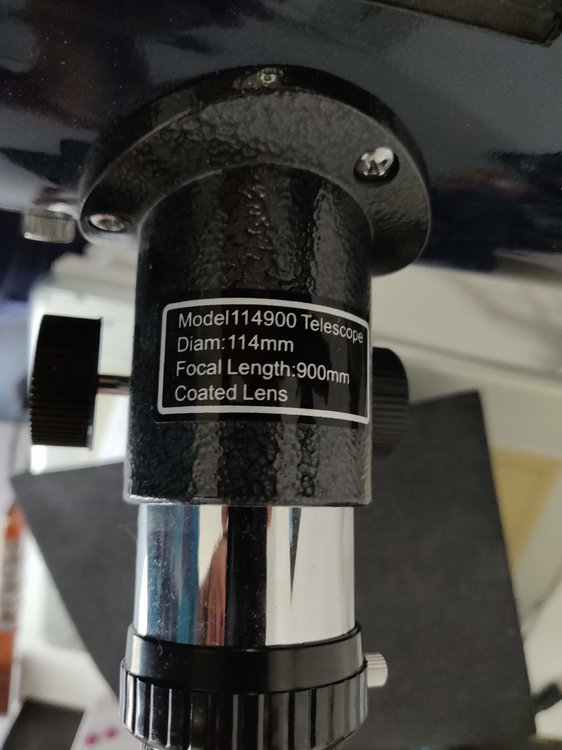 Model114900 Telescope
Diam:114mm
Focal Length:900mm
Coated Lens